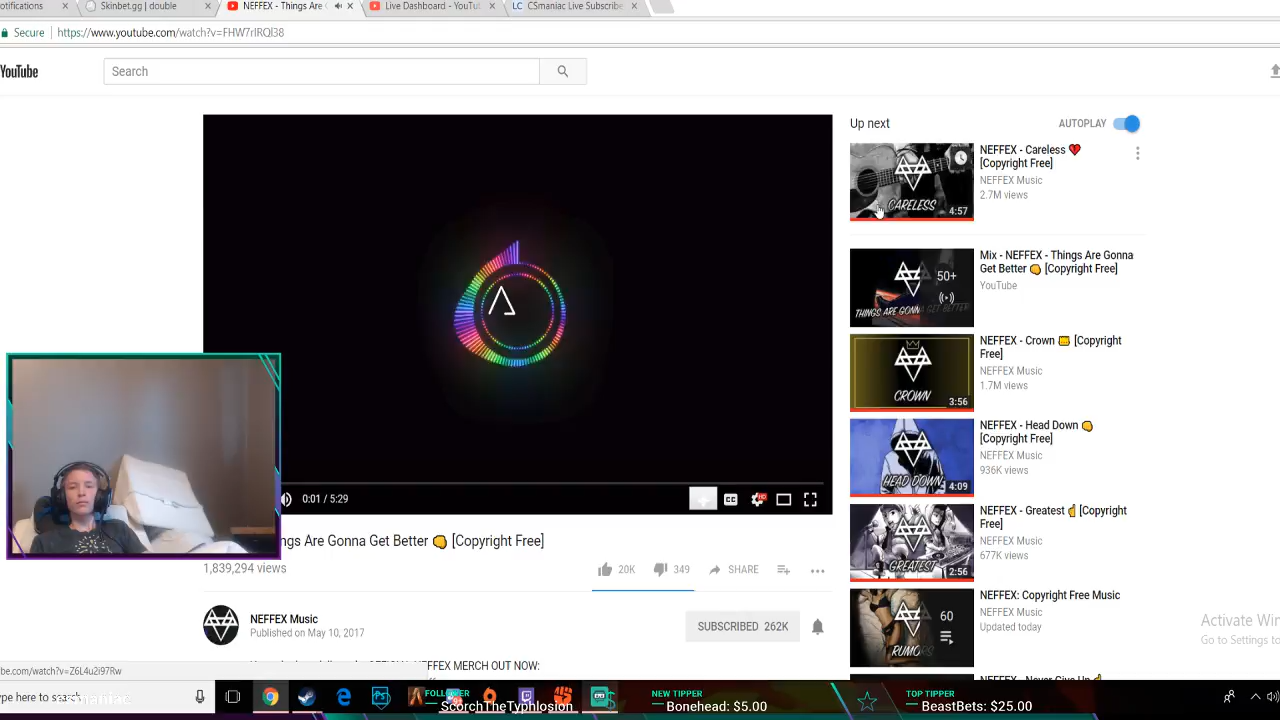 otifications
Skinbet.gg | double
NEFFEX - Things Are
Live Dashboard - YouTu
LC CSmaniac Live Subscribe
Secure https://www.youtube.com/watch?v=FHW7rIRQl38
YouTube
Search
Up next
AUTOPLAY
NEFFEX - Careless 💔
[Copyright Free]
NEFFEX Music
2.7M views
CARELESS
4:57
Mix - NEFFEX - Things Are Gonna
Get Better 👊 [Copyright Free]
YouTube
50+
THINGS ARE GONNA GET BETTER
NEFFEX - Crown 👑 [Copyright
Free]
NEFFEX Music
1.7M views
CROWN
3:56
NEFFEX - Head Down 👊
[Copyright Free]
NEFFEX Music
936K views
HEAD DOWN
4:09
NEFFEX - Greatest ☝ [Copyright
Free]
NEFFEX Music
677K views
GREATEST
2:56
NEFFEX: Copyright Free Music
NEFFEX Music
Updated today
60
RUMORS
0:01 / 5:29
CC
HD
ngs Are Gonna Get Better 👊 [Copyright Free]
1,839,294 views
20K
349
SHARE
NEFFEX Music
Published on May 10, 2017
SUBSCRIBED 262K
NEFFEX MERCH OUT NOW:
Activate Win
Go to Settings to
be.com/watch?v=Z6L4u2i97Rw
ype here to search
FOLLOWER
ScorchTheTyphlosion
NEW TIPPER
Bonehead: $5.00
TOP TIPPER
BeastBets: $25.00